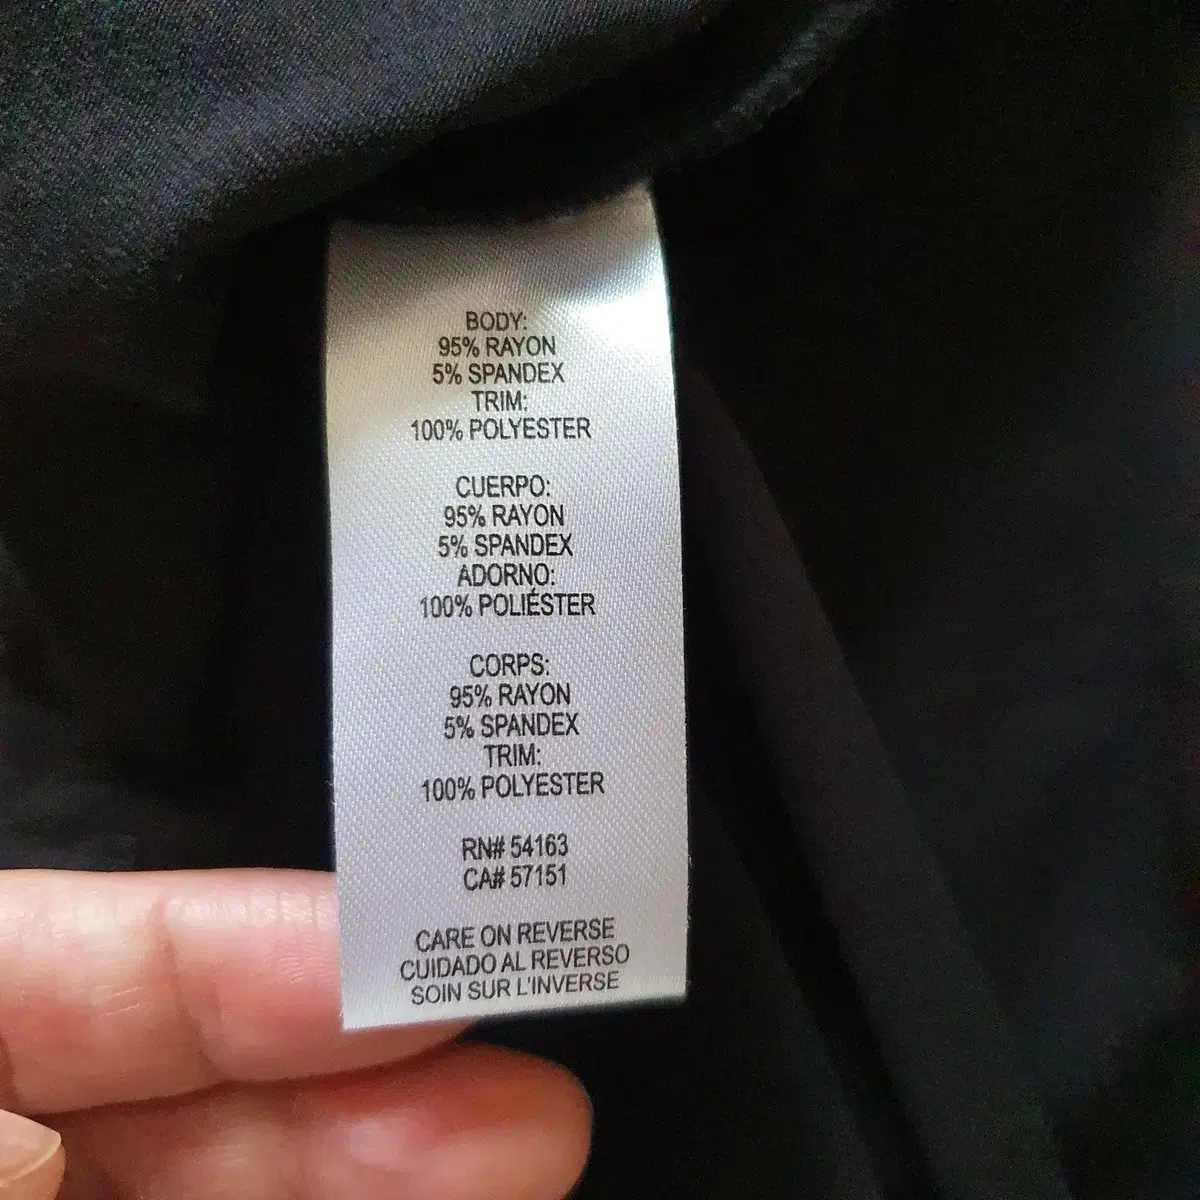 BODY:
95% RAYON
5% SPANDEX
TRIM:
100% POLYESTER
CUERPO:
95% RAYON
5% SPANDEX
ADORNO:
100% POLIÉSTER
CORPS:
95% RAYON
5% SPANDEX
TRIM:
100% POLYESTER
RN# 54163
CA# 57151
CARE ON REVERSE
CUIDADO AL REVERSO
SOIN SUR L'INVERSE